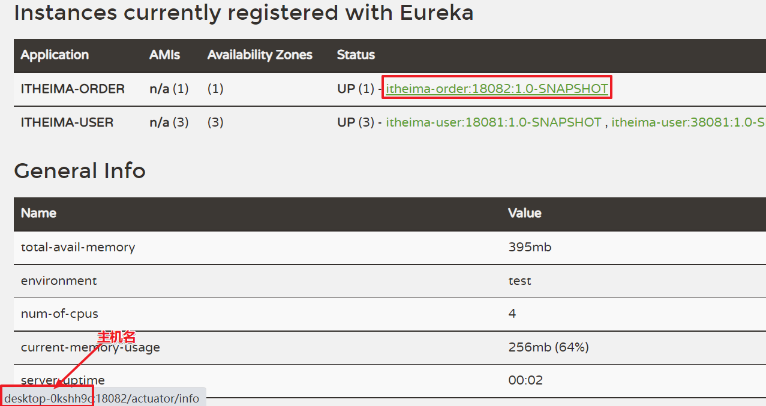 Instances currently registered with Eureka
Application AMIs Availability Zones Status
ITHEIMA-ORDER n/a (1) (1) UP (1) - itheima-order:18082:1.0-SNAPSHOT
ITHEIMA-USER n/a (3) (3) UP (3) - itheima-user:18081:1.0-SNAPSHOT , itheima-user:38081:1.0-S
General Info
Name Value
total-avail-memory 395mb
environment test
num-of-cpus 4
主机名
current-memory-usage 256mb (64%)
server-uptime 00:02
desktop-0kshh9c:18082/actuator/info